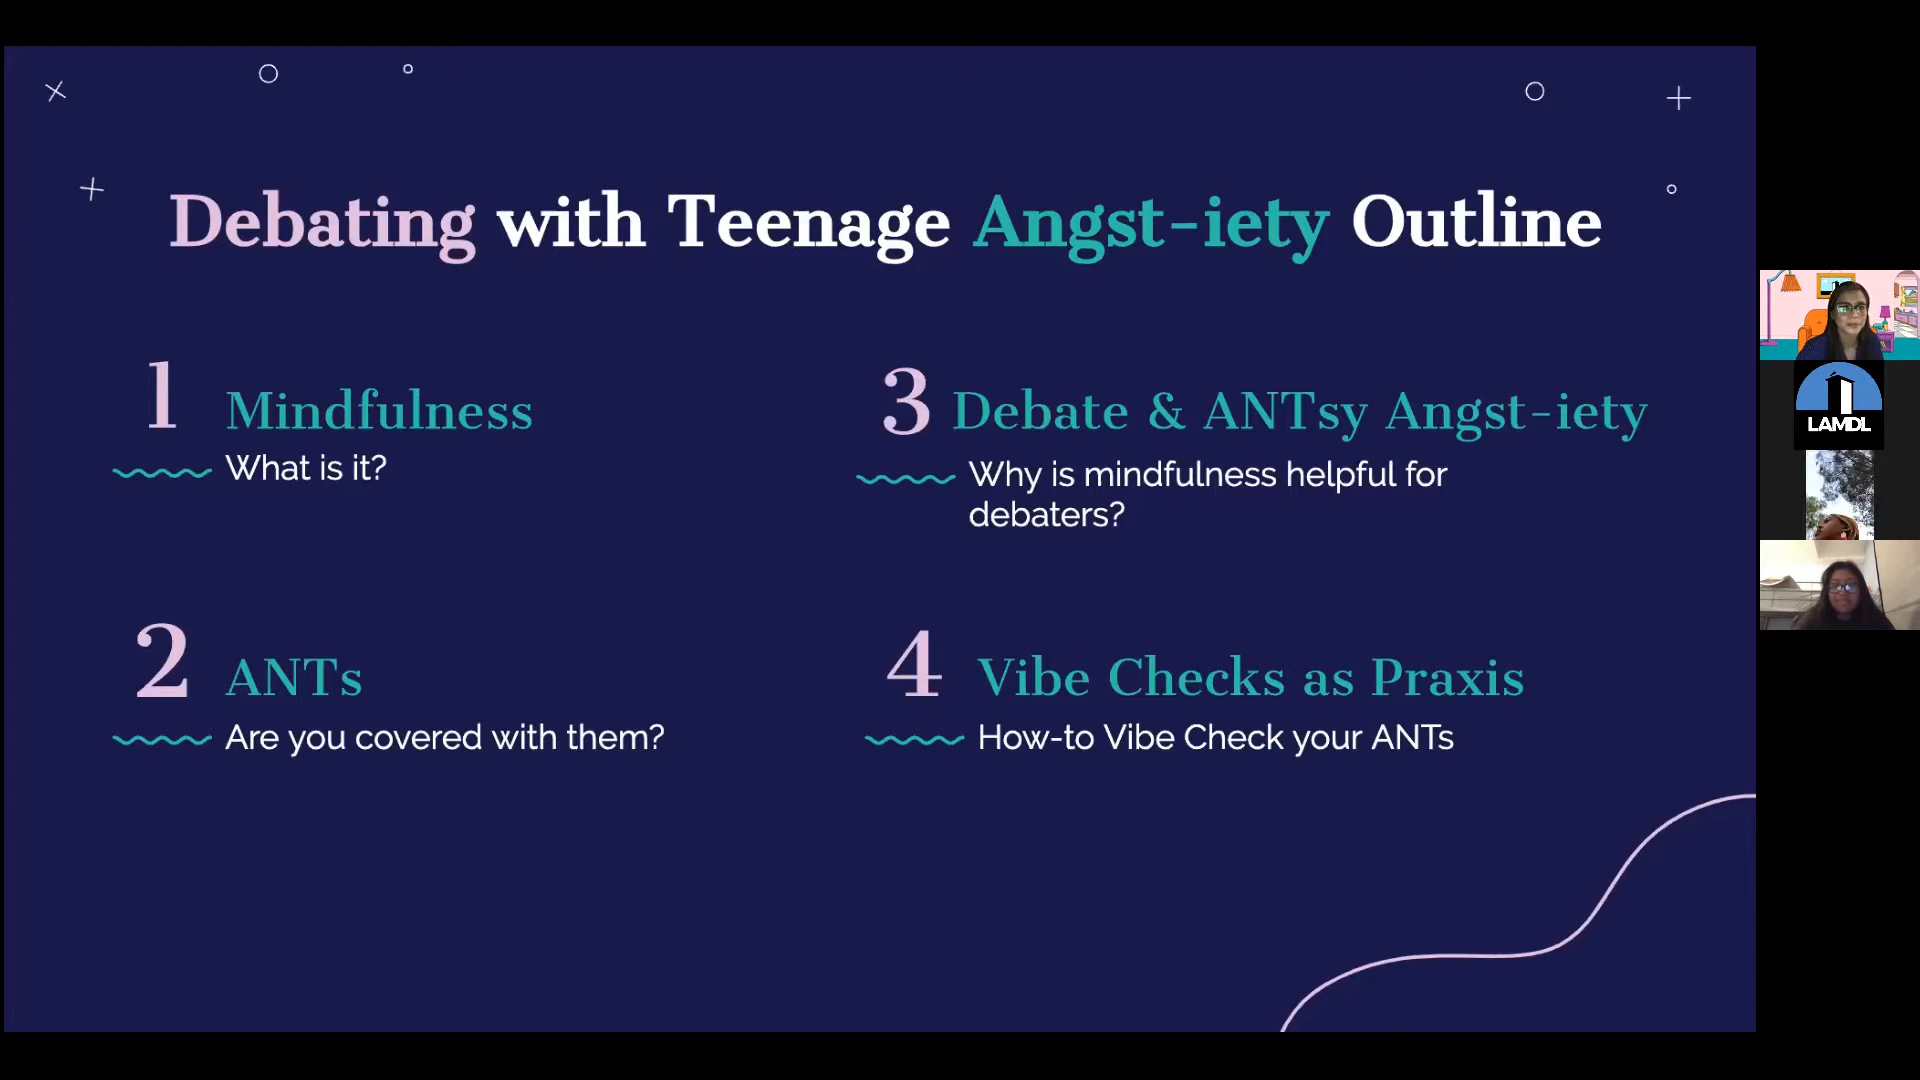 Debating with Teenage Angst-iety Outline
1 Mindfulness
What is it?
2 ANTs
Are you covered with them?
3 Debate & ANTsy Angst-iety
Why is mindfulness helpful for
debaters?
4 Vibe Checks as Praxis
How-to Vibe Check your ANTs
LAMDL